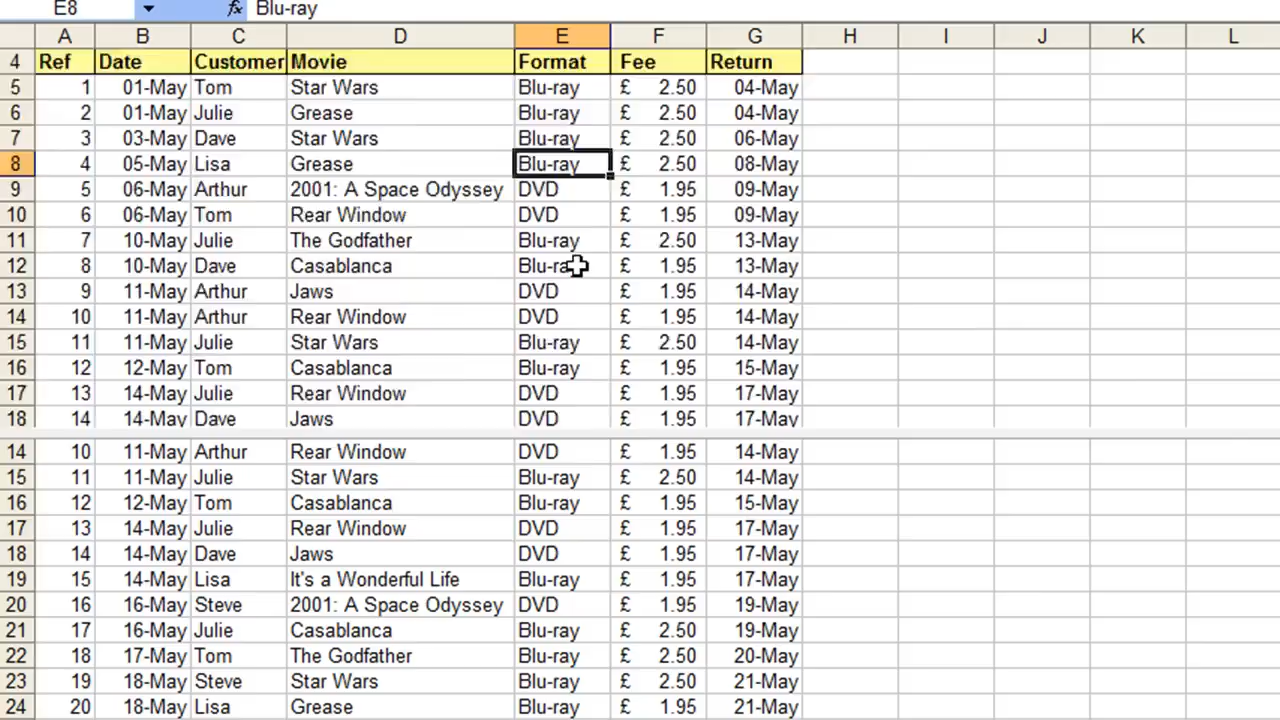 E8 fx Blu-ray
A B C D E F G H I J K L
4 Ref Date Customer Movie Format Fee Return
5 1 01-May Tom Star Wars Blu-ray £ 2.50 04-May
6 2 01-May Julie Grease Blu-ray £ 2.50 04-May
7 3 03-May Dave Star Wars Blu-ray £ 2.50 06-May
8 4 05-May Lisa Grease Blu-ray £ 2.50 08-May
9 5 06-May Arthur 2001: A Space Odyssey DVD £ 1.95 09-May
10 6 06-May Tom Rear Window DVD £ 1.95 09-May
11 7 10-May Julie The Godfather Blu-ray £ 2.50 13-May
12 8 10-May Dave Casablanca Blu-ray £ 1.95 13-May
13 9 11-May Arthur Jaws DVD £ 1.95 14-May
14 10 11-May Arthur Rear Window DVD £ 1.95 14-May
15 11 11-May Julie Star Wars Blu-ray £ 2.50 14-May
16 12 12-May Tom Casablanca Blu-ray £ 1.95 15-May
17 13 14-May Julie Rear Window DVD £ 1.95 17-May
18 14 14-May Dave Jaws DVD £ 1.95 17-May
14 10 11-May Arthur Rear Window DVD £ 1.95 14-May
15 11 11-May Julie Star Wars Blu-ray £ 2.50 14-May
16 12 12-May Tom Casablanca Blu-ray £ 1.95 15-May
17 13 14-May Julie Rear Window DVD £ 1.95 17-May
18 14 14-May Dave Jaws DVD £ 1.95 17-May
19 15 14-May Lisa It's a Wonderful Life Blu-ray £ 1.95 17-May
20 16 16-May Steve 2001: A Space Odyssey DVD £ 1.95 19-May
21 17 16-May Julie Casablanca Blu-ray £ 2.50 19-May
22 18 17-May Tom The Godfather Blu-ray £ 2.50 20-May
23 19 18-May Steve Star Wars Blu-ray £ 2.50 21-May
24 20 18-May Lisa Grease Blu-ray £ 1.95 21-May